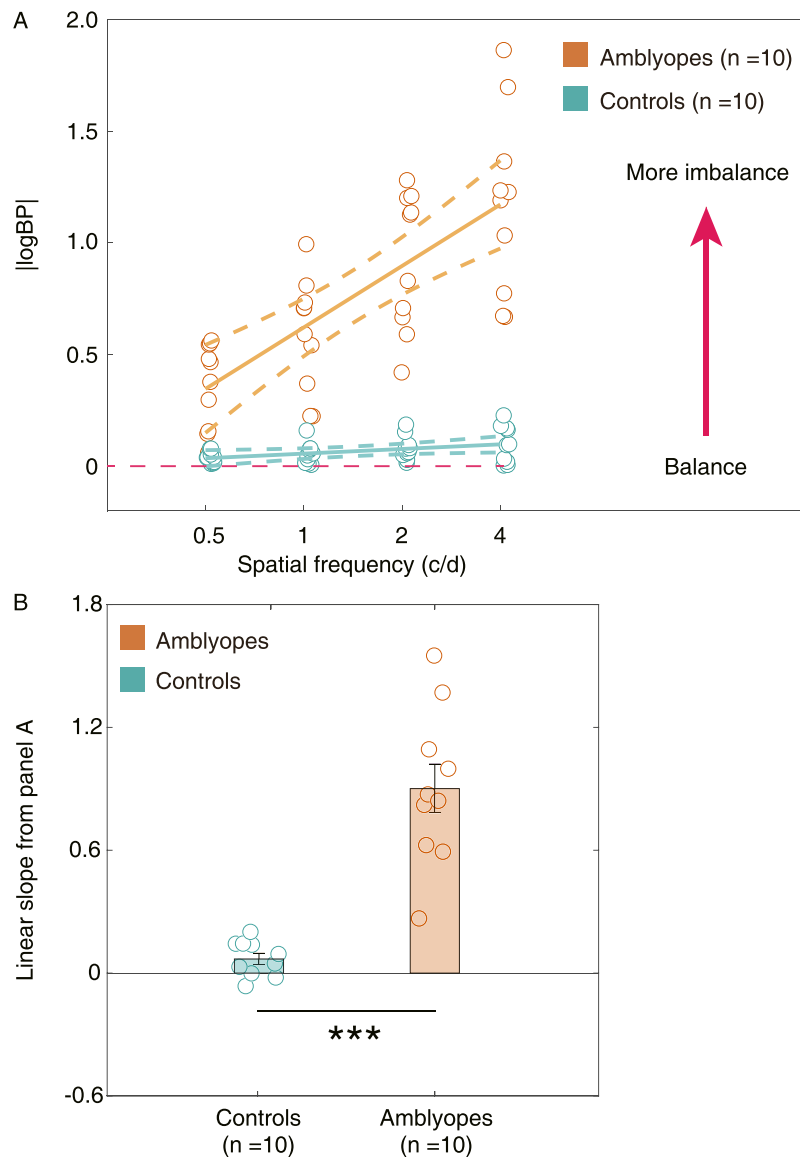 A
2.0
1.5
1.0
0.5
0
|logBP|
Amblyopes (n =10)
Controls (n =10)
More imbalance
Balance
0.5 1 2 4
Spatial frequency (c/d)
B
1.8
1.2
0.6
0
-0.6
Linear slope from panel A
Amblyopes
Controls
***
Controls Amblyopes
(n =10) (n =10)